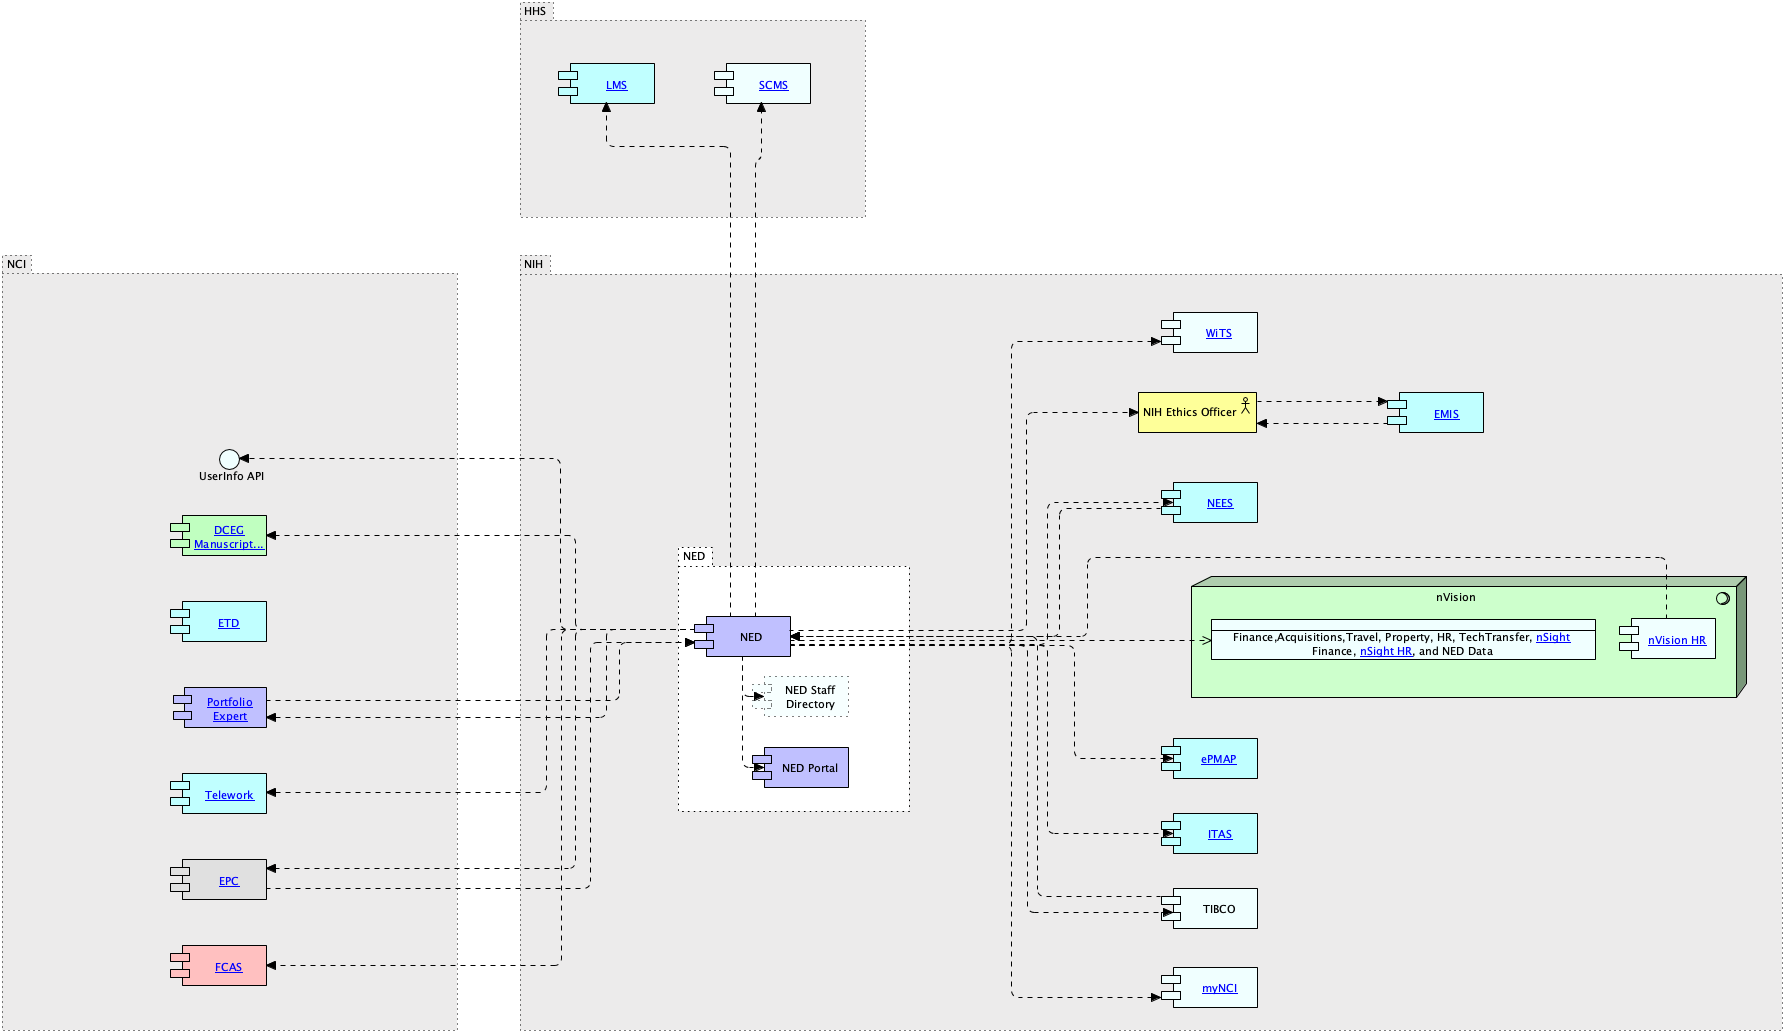 HHS
LMS
SCMS
NCI
UserInfo API
DCEG
Manuscript...
ETD
Portfolio
Expert
Telework
EPC
FCAS
NIH
NED
NED
NED Staff
Directory
NED Portal
WiTS
NIH Ethics Officer
EMIS
NEES
nVision
Finance,Acquisitions,Travel, Property, HR, TechTransfer, nSight
Finance, nSight HR, and NED Data
nVision HR
ePMAP
ITAS
TIBCO
myNCI